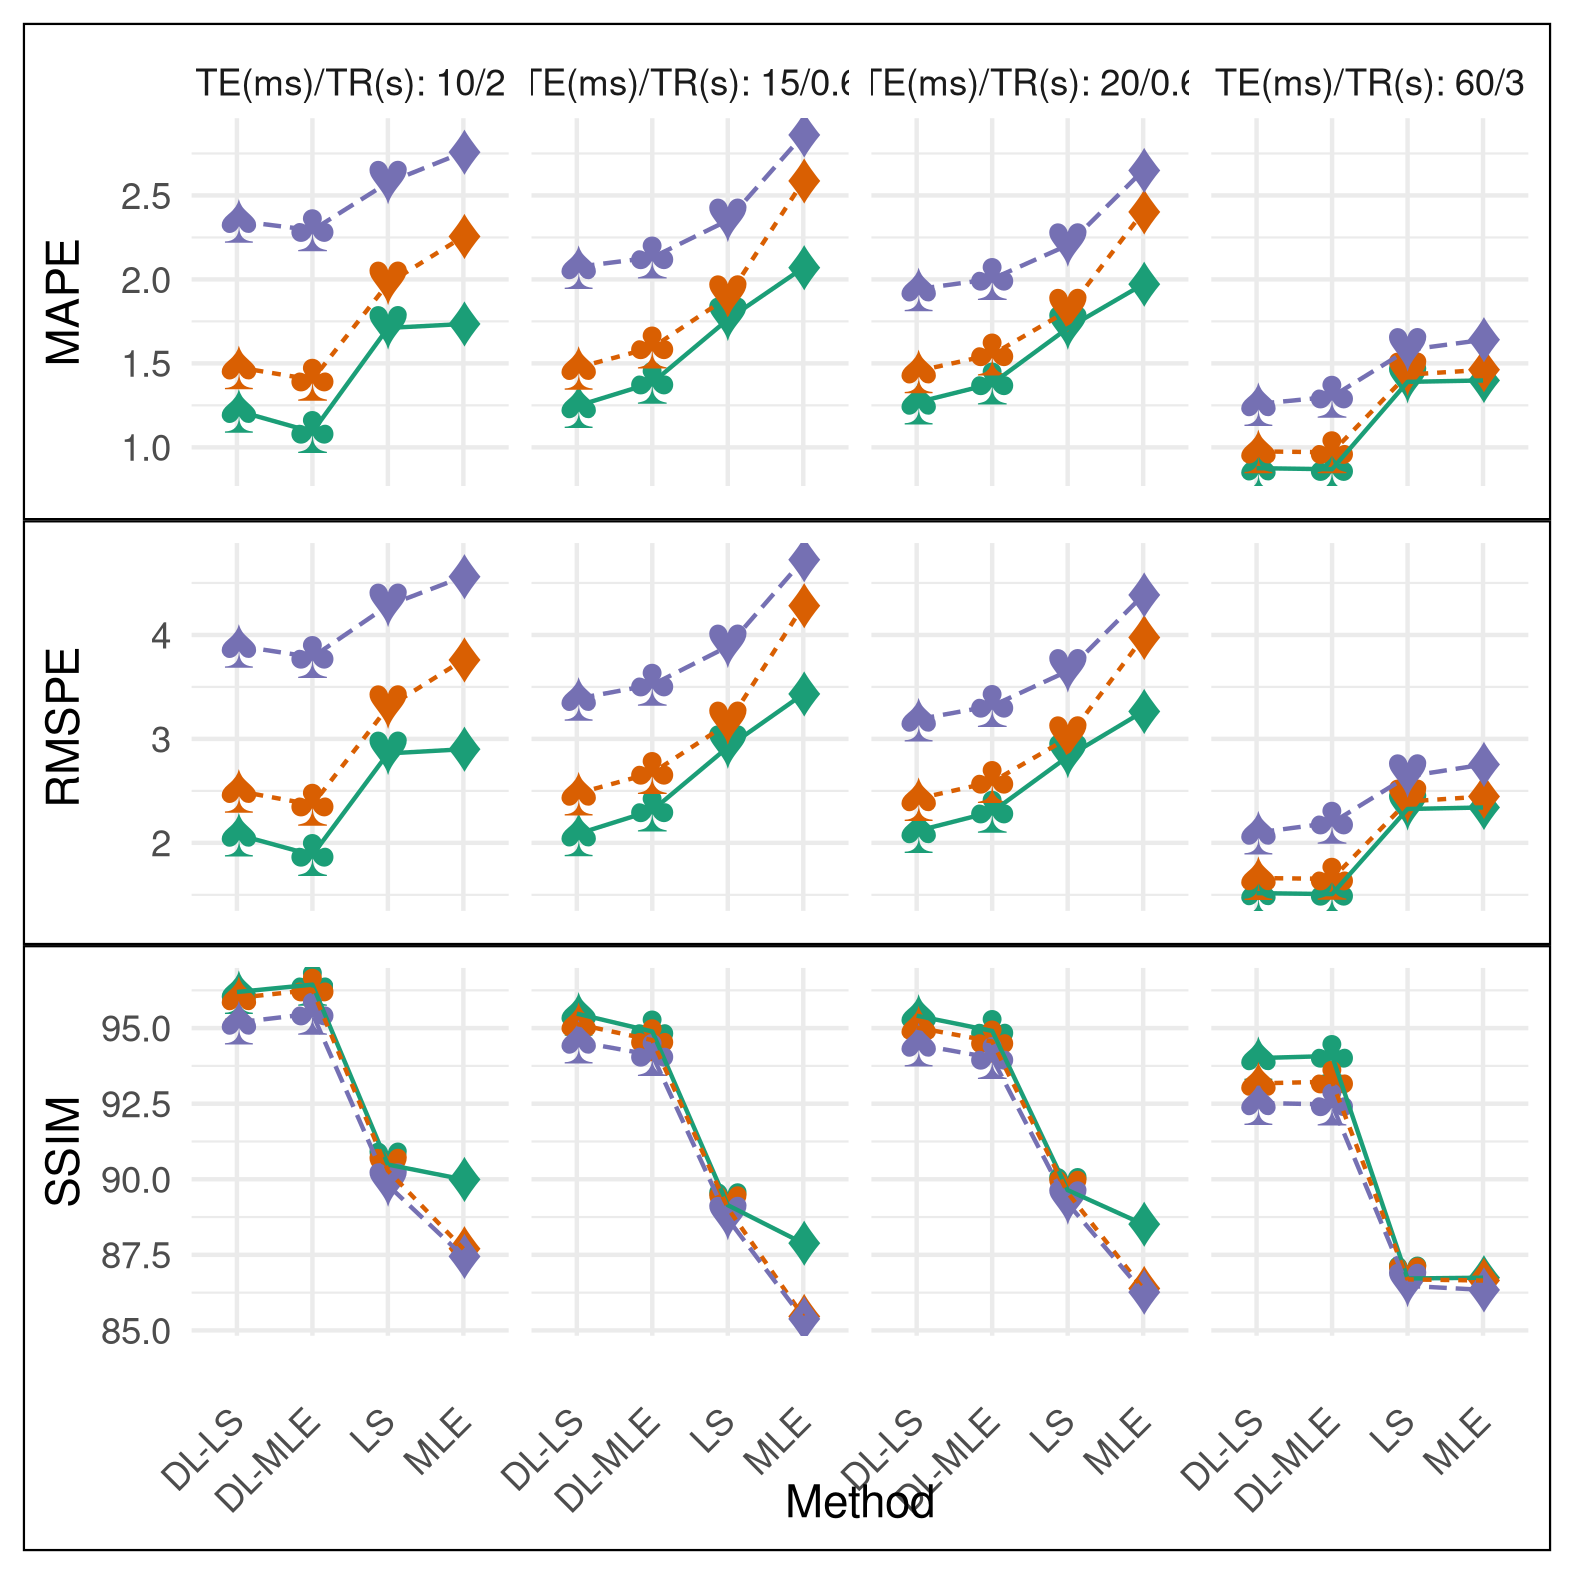 TE(ms)/TR(s): 10/2
TE(ms)/TR(s): 15/0.6
TE(ms)/TR(s): 20/0.6
TE(ms)/TR(s): 60/3
MAPE
2.5
2.0
1.5
1.0
RMSPE
4
3
2
SSIM
95.0
92.5
90.0
87.5
85.0
DL-LS
DL-MLE
LS
MLE
DL-LS
DL-MLE
LS
MLE
DL-LS
DL-MLE
LS
MLE
DL-LS
DL-MLE
LS
MLE
Method